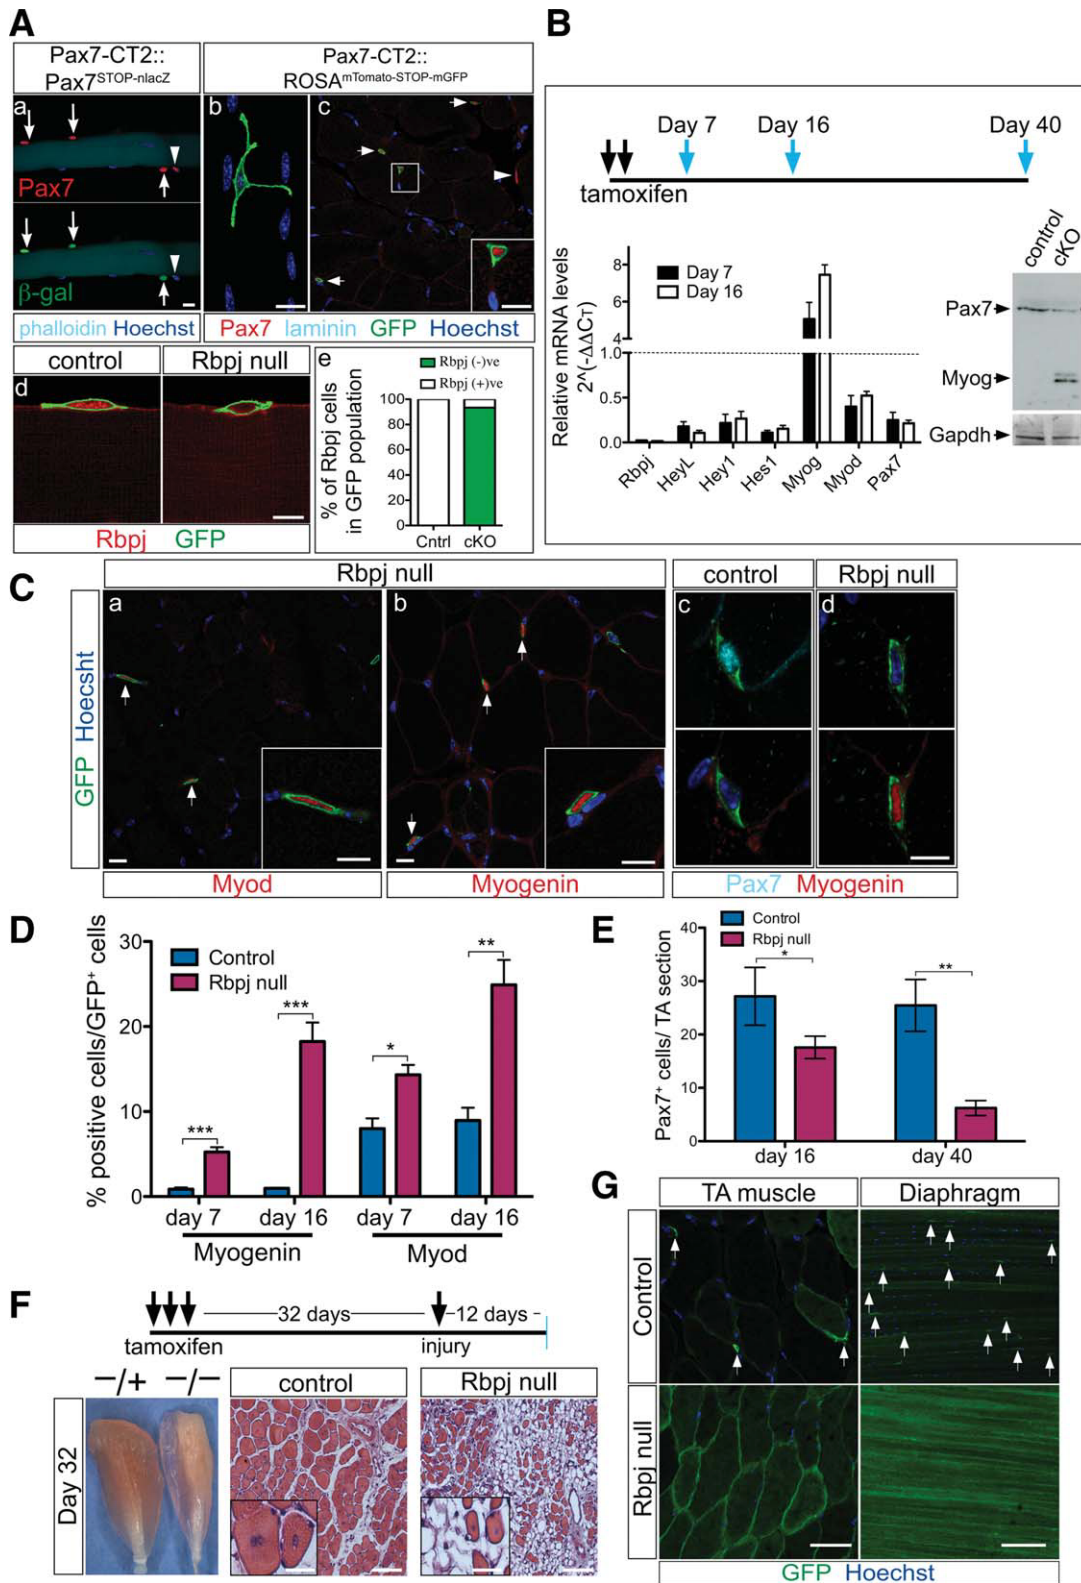 A
Pax7-CT2::
Pax7STOP-nlacZ
Pax7-CT2::
ROSAmTomato-STOP-mGFP
a
b
c
Pax7
β-gal
phalloidin Hoechst
Pax7 laminin GFP Hoechst
control
Rbpj null
d
Rbpj GFP
e
Rbpj (-)ve
Rbpj (+)ve
% of Rbpj cells
in GFP population
100
80
60
40
20
0
Cntrl
cKO
B
Day 7
Day 16
Day 40
tamoxifen
Relative mRNA levels
2^(-ΔΔCT)
Day 7
Day 16
8
6
4
1.0
0.5
0.0
Rbpj
HeyL
Hey1
Hes1
Myog
Myod
Pax7
control
cKO
Pax7
Myog
Gapdh
C
Rbpj null
control
Rbpj null
GFP Hoecsht
a
b
c
d
Myod
Myogenin
Pax7 Myogenin
D
% positive cells/GFP+ cells
30
20
10
0
Control
Rbpj null
***
***
*
**
day 7
day 16
day 7
day 16
Myogenin
Myod
E
Pax7+ cells/ TA section
40
30
20
10
0
Control
Rbpj null
*
**
day 16
day 40
F
32 days
12 days
tamoxifen
injury
−/+
−/−
control
Rbpj null
Day 32
G
TA muscle
Diaphragm
Control
Rbpj null
GFP Hoechst